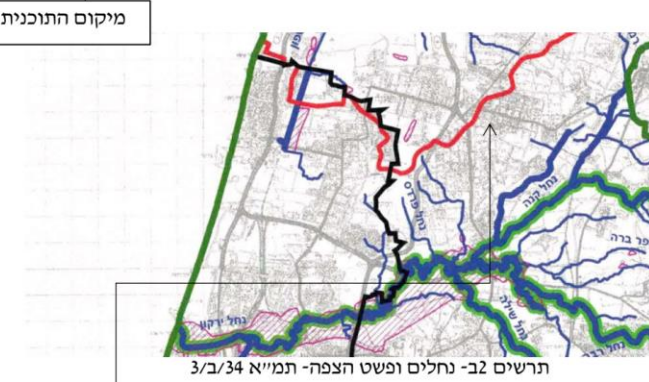 מיקום התוכנית
נחל פרדס
נחל קנה
נחל ירקון
נחל שילה
תרשים 2ב- נחלים ופשט הצפה- תמ״א 3/ב/34